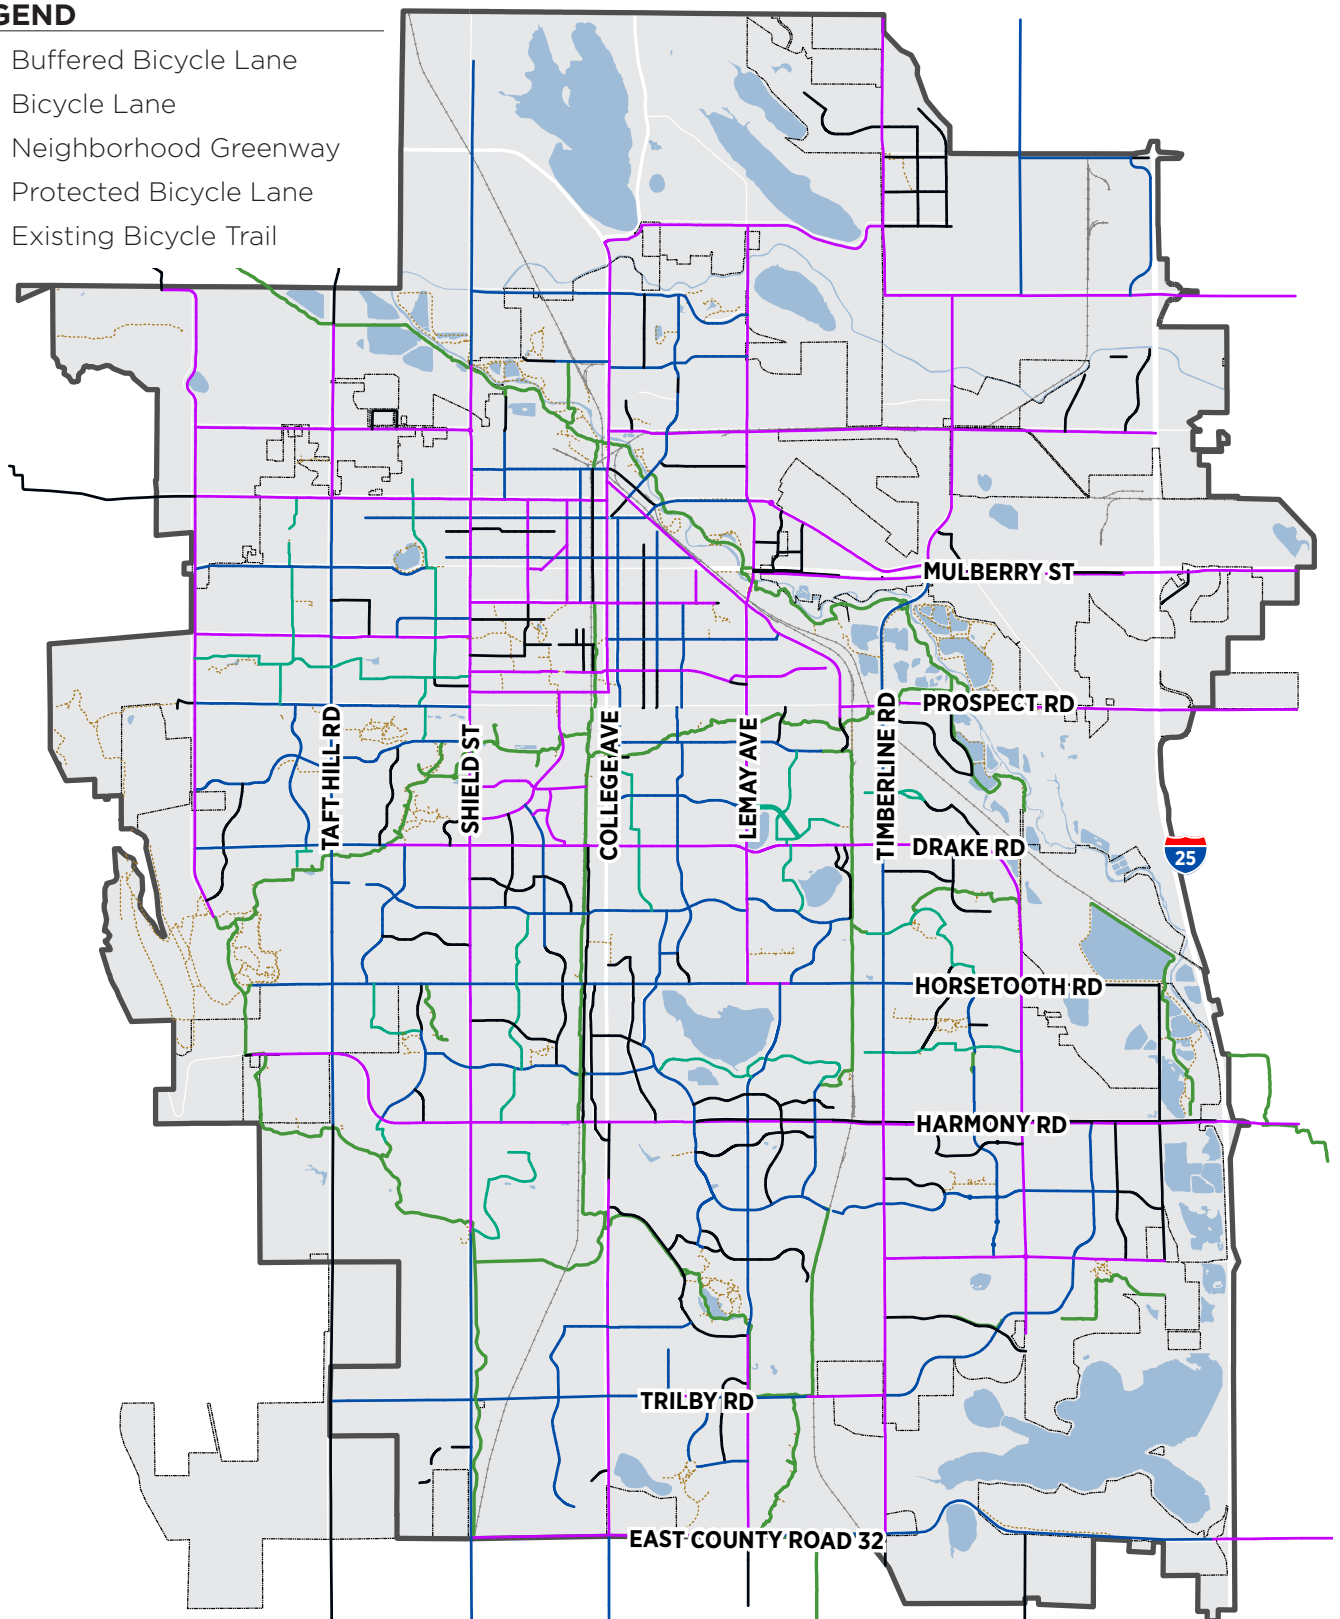 GEND
Buffered Bicycle Lane
Bicycle Lane
Neighborhood Greenway
Protected Bicycle Lane
Existing Bicycle Trail
MULBERRY ST
PROSPECT RD
TAFT HILL RD
SHIELD ST
COLLEGE AVE
LEMAY AVE
TIMBERLINE RD
DRAKE RD
25
HORSETOOTH RD
HARMONY RD
TRILBY RD
EAST COUNTY ROAD 32